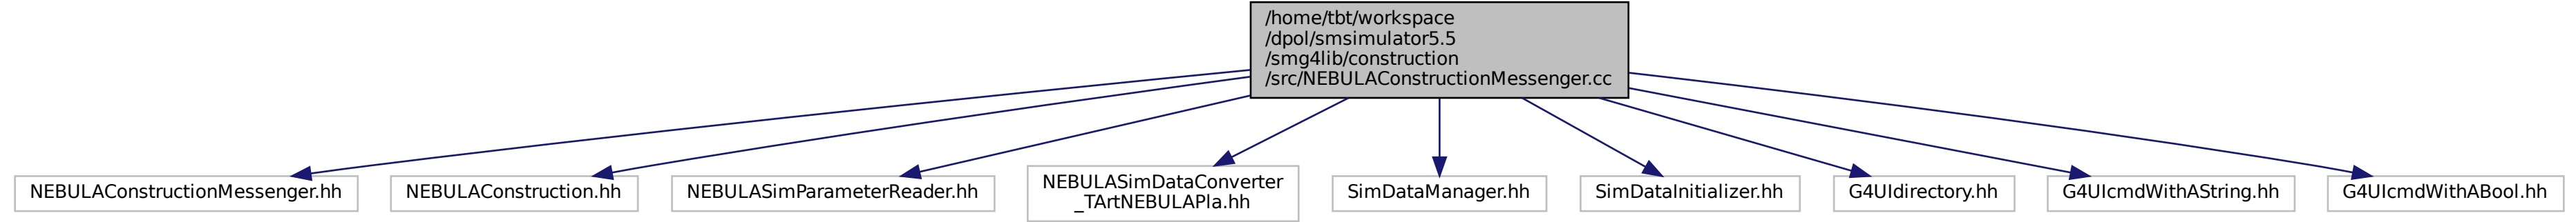 /home/tbt/workspace
/dpol/smsimulator5.5
/smg4lib/construction
/src/NEBULAConstructionMessenger.cc
NEBULAConstructionMessenger.hh
NEBULAConstruction.hh
NEBULASimParameterReader.hh
NEBULASimDataConverter
_TArtNEBULAPla.hh
SimDataManager.hh
SimDataInitializer.hh
G4UIdirectory.hh
G4UIcmdWithAString.hh
G4UIcmdWithABool.hh